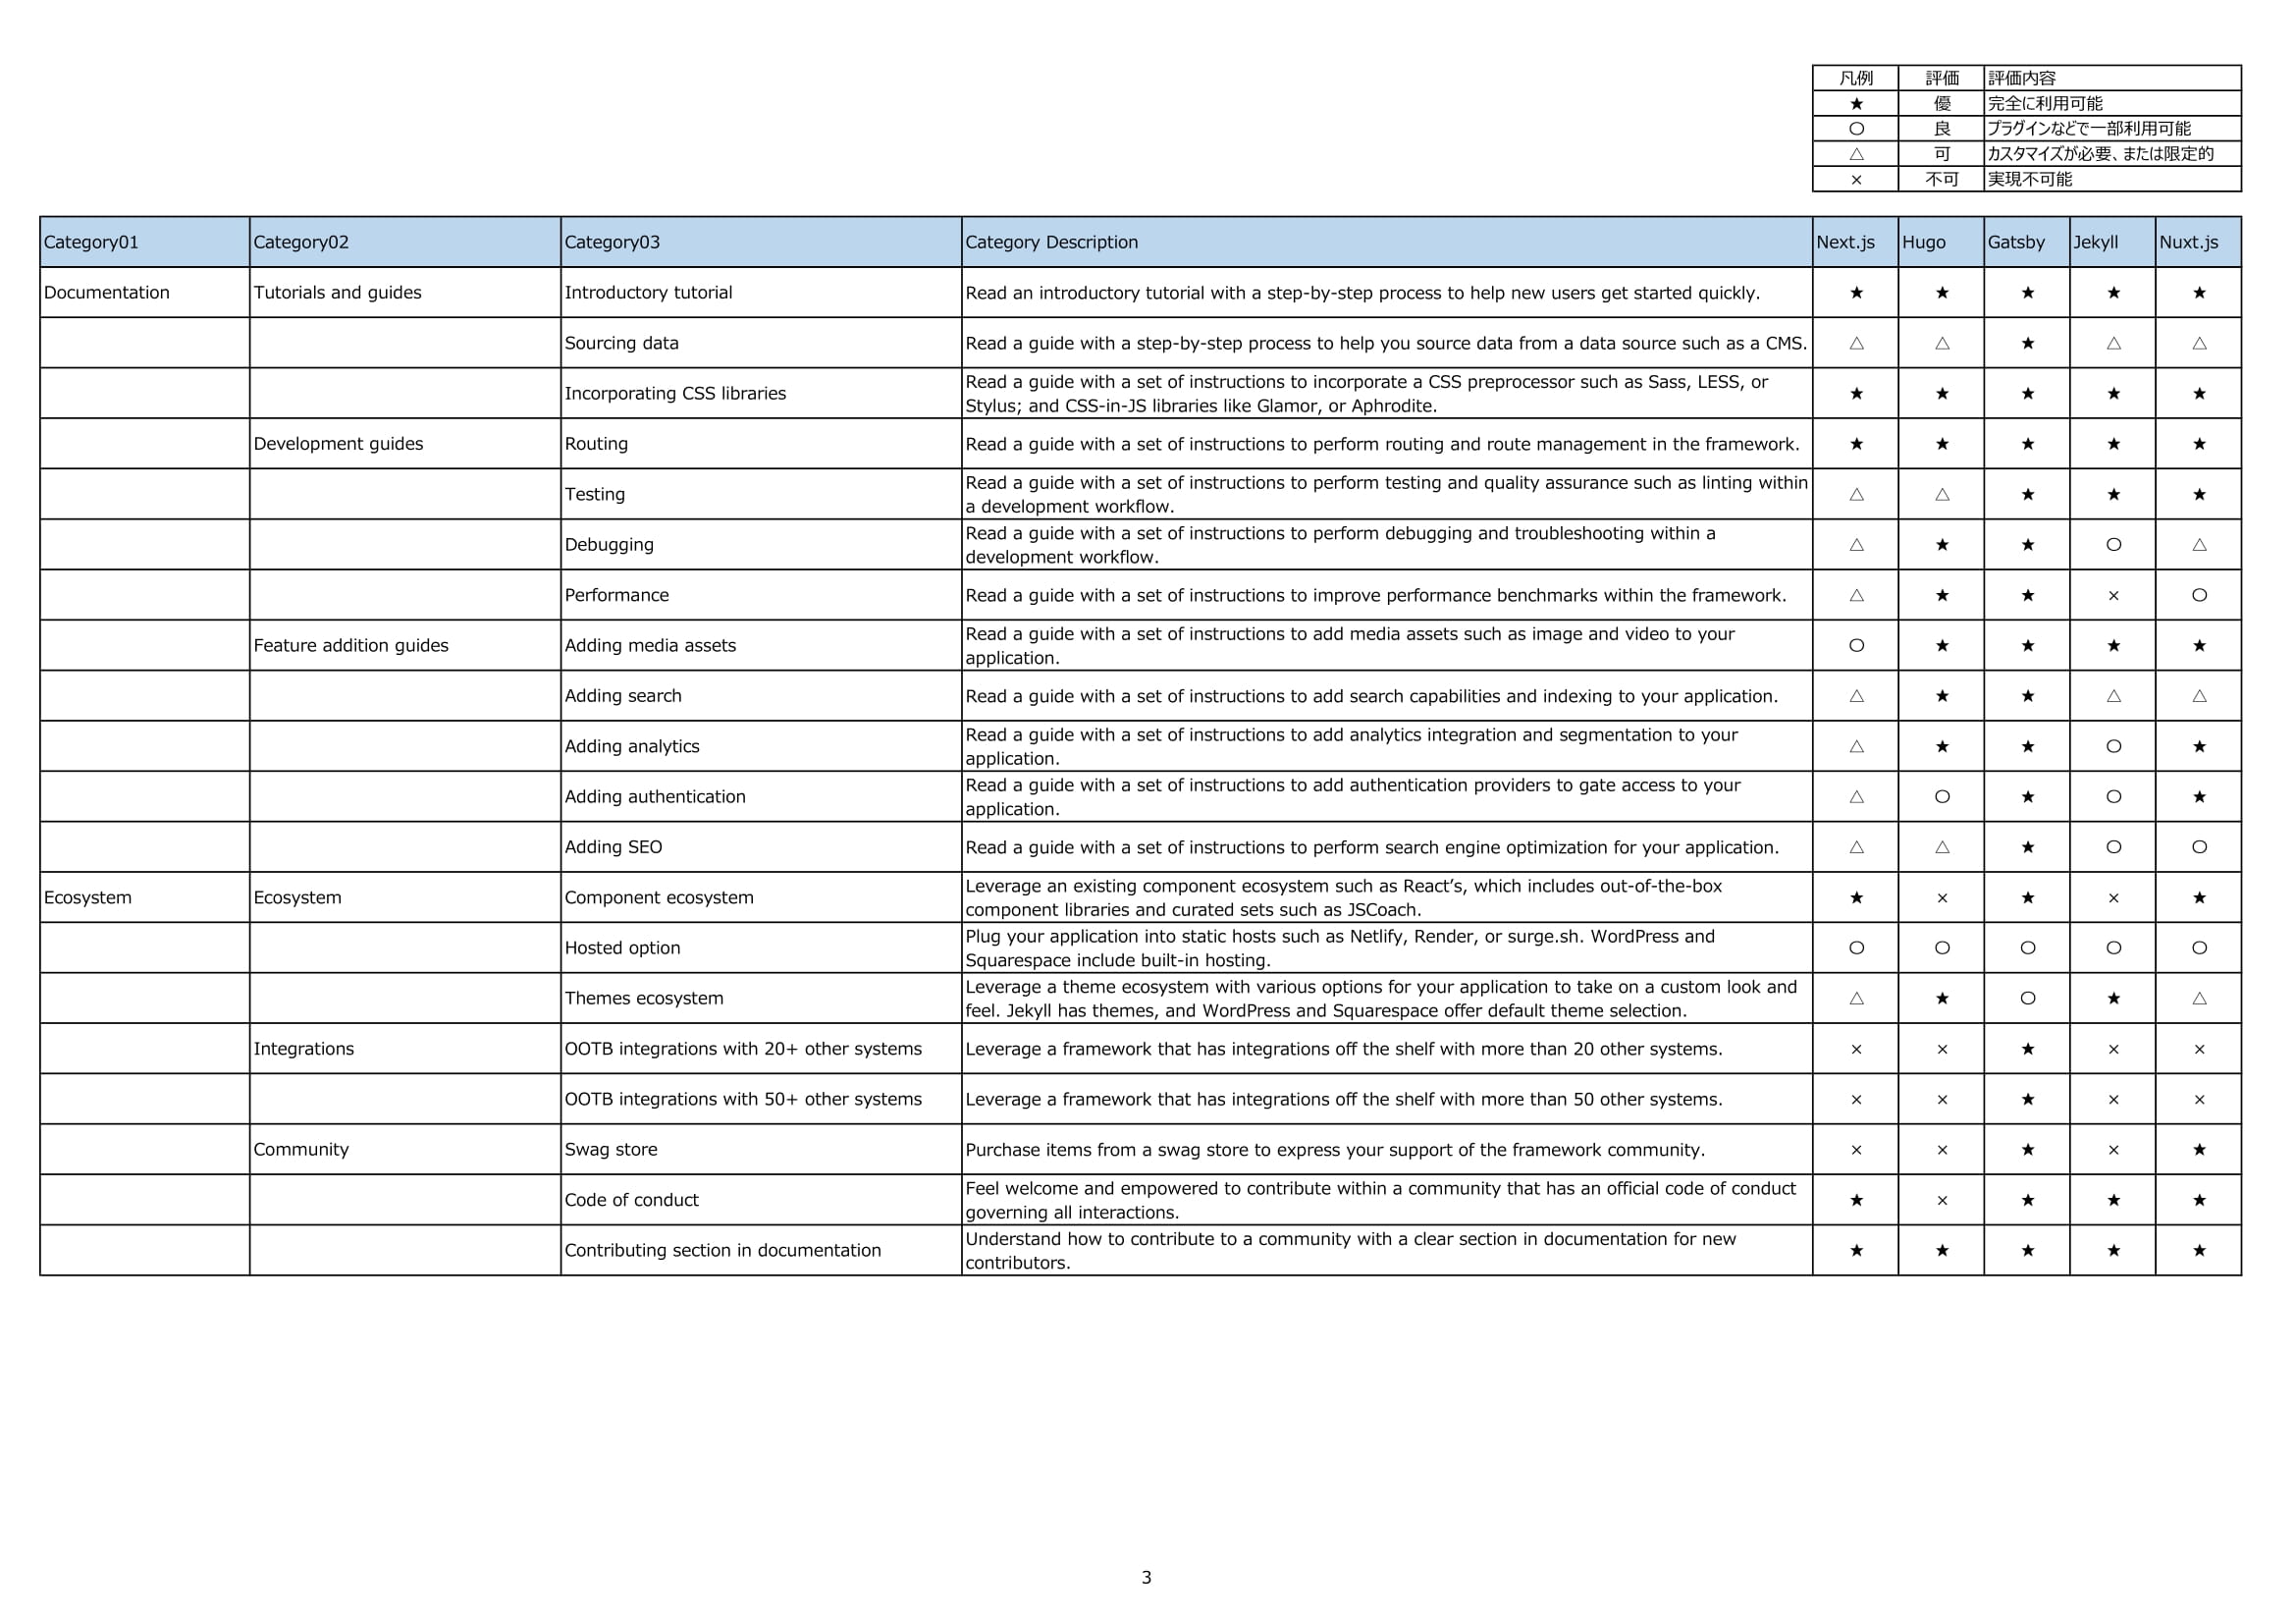 凡例 評価 評価内容
★ 優 完全に利用可能
○ 良 プラグインなどで一部利用可能
△ 可 カスタマイズが必要、または限定的
× 不可 実現不可能
Category01 Category02 Category03 Category Description Next.js Hugo Gatsby Jekyll Nuxt.js
Documentation Tutorials and guides Introductory tutorial Read an introductory tutorial with a step-by-step process to help new users get started quickly. ★ ★ ★ ★ ★
Sourcing data Read a guide with a step-by-step process to help you source data from a data source such as a CMS. △ △ ★ △ △
Incorporating CSS libraries Read a guide with a set of instructions to incorporate a CSS preprocessor such as Sass, LESS, or
Stylus; and CSS-in-JS libraries like Glamor, or Aphrodite. ★ ★ ★ ★ ★
Development guides Routing Read a guide with a set of instructions to perform routing and route management in the framework. ★ ★ ★ ★ ★
Testing Read a guide with a set of instructions to perform testing and quality assurance such as linting within
a development workflow. △ △ ★ ★ ★
Debugging Read a guide with a set of instructions to perform debugging and troubleshooting within a
development workflow. △ ★ ★ ○ △
Performance Read a guide with a set of instructions to improve performance benchmarks within the framework. △ ★ ★ × ○
Feature addition guides Adding media assets Read a guide with a set of instructions to add media assets such as image and video to your
application. ○ ★ ★ ★ ★
Adding search Read a guide with a set of instructions to add search capabilities and indexing to your application. △ ★ ★ △ △
Adding analytics Read a guide with a set of instructions to add analytics integration and segmentation to your
application. △ ★ ★ ○ ★
Adding authentication Read a guide with a set of instructions to add authentication providers to gate access to your
application. △ ○ ★ ○ ★
Adding SEO Read a guide with a set of instructions to perform search engine optimization for your application. △ △ ★ ○ ○
Ecosystem Ecosystem Component ecosystem Leverage an existing component ecosystem such as React’s, which includes out-of-the-box
component libraries and curated sets such as JSCoach. ★ × ★ × ★
Hosted option Plug your application into static hosts such as Netlify, Render, or surge.sh. WordPress and
Squarespace include built-in hosting. ○ ○ ○ ○ ○
Themes ecosystem Leverage a theme ecosystem with various options for your application to take on a custom look and
feel. Jekyll has themes, and WordPress and Squarespace offer default theme selection. △ ★ ○ ★ △
Integrations OOTB integrations with 20+ other systems Leverage a framework that has integrations off the shelf with more than 20 other systems. × × ★ × ×
OOTB integrations with 50+ other systems Leverage a framework that has integrations off the shelf with more than 50 other systems. × × ★ × ×
Community Swag store Purchase items from a swag store to express your support of the framework community. × × ★ × ★
Code of conduct Feel welcome and empowered to contribute within a community that has an official code of conduct
governing all interactions. ★ × ★ ★ ★
Contributing section in documentation Understand how to contribute to a community with a clear section in documentation for new
contributors. ★ ★ ★ ★ ★
3